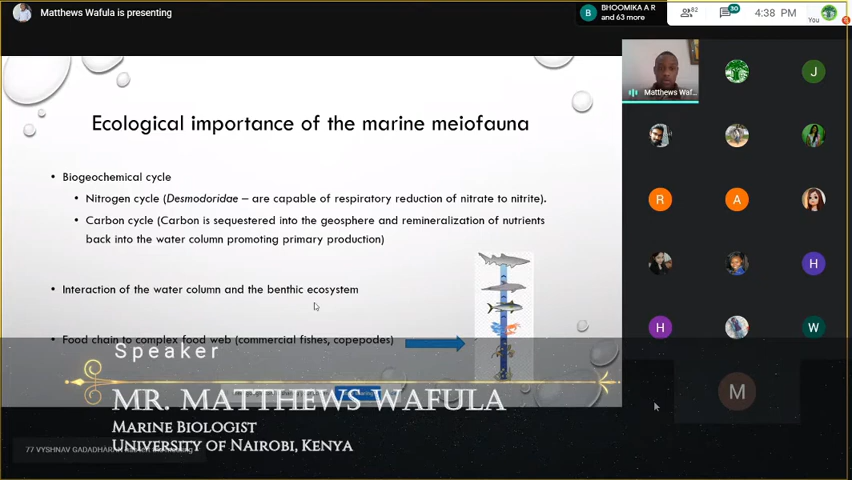 Matthews Wafula is presenting
B
BHOOMIKA A R
and 63 more
82
30
4:38 PM
You
Matthews Waf...
J
Ecological importance of the marine meiofauna
• Biogeochemical cycle
• Nitrogen cycle (Desmodoridae – are capable of respiratory reduction of nitrate to nitrite).
• Carbon cycle (Carbon is sequestered into the geosphere and remineralization of nutrients
back into the water column promoting primary production)
R
A
• Interaction of the water column and the benthic ecosystem
H
• Food chain to complex food web (commercial fishes, copepodes)
H
W
Speaker
MR. MATTHEWS WAFULA
M
MARINE BIOLOGIST
UNIVERSITY OF NAIROBI, KENYA
77 VYSHNAV GADADHARAN